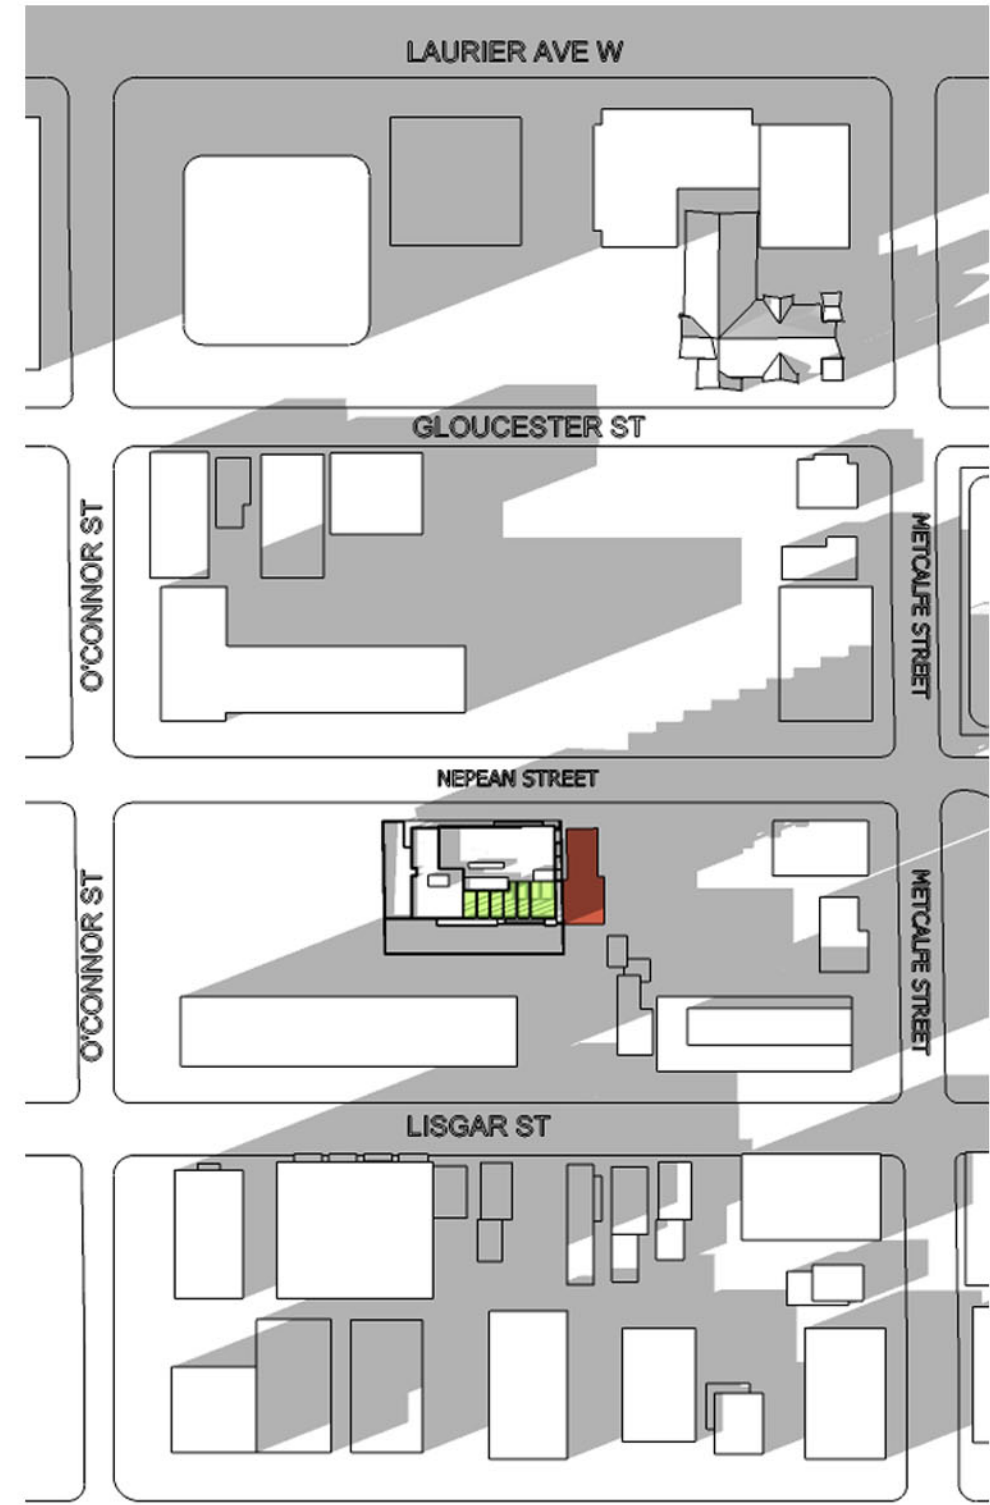 LAURIER AVE W
GLOUCESTER ST
O'CONNOR ST
METCALFE STREET
NEPEAN STREET
O'CONNOR ST
METCALFE STREET
LISGAR ST